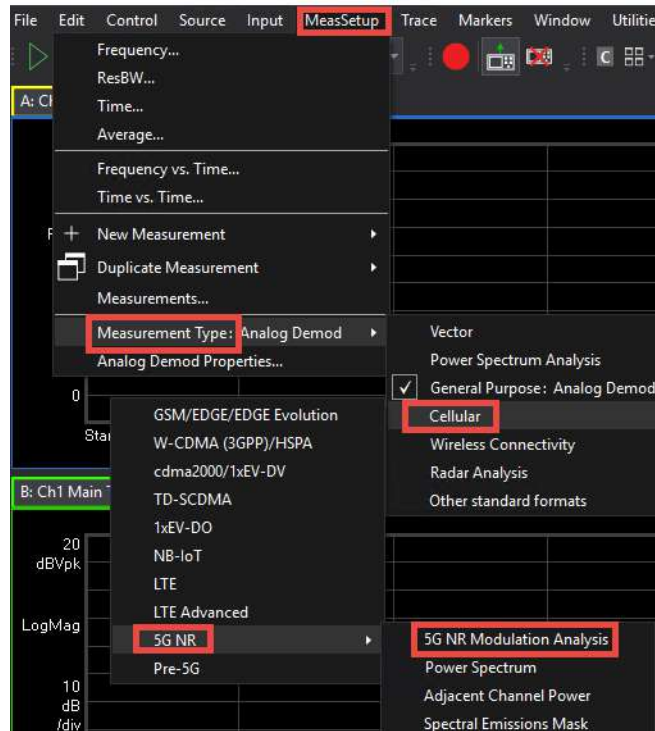 File Edit Control Source Input MeasSetup Trace Markers Window Utilitie
Frequency...
ResBW...
C
A: Ch
Time...
Average...
Frequency vs. Time...
Time vs. Time...
New Measurement
Duplicate Measurement
Measurements...
Measurement Type: Analog Demod
Analog Demod Properties...
Vector
Power Spectrum Analysis
General Purpose: Analog Demod
Cellular
Wireless Connectivity
Radar Analysis
Other standard formats
0
Star
GSM/EDGE/EDGE Evolution
W-CDMA (3GPP)/HSPA
cdma2000/1xEV-DV
TD-SCDMA
1xEV-DO
NB-IoT
LTE
LTE Advanced
5G NR
Pre-5G
B: Ch1 Main T
20
dBVpk
LogMag
10
dB
/div
5G NR Modulation Analysis
Power Spectrum
Adjacent Channel Power
Spectral Emissions Mask